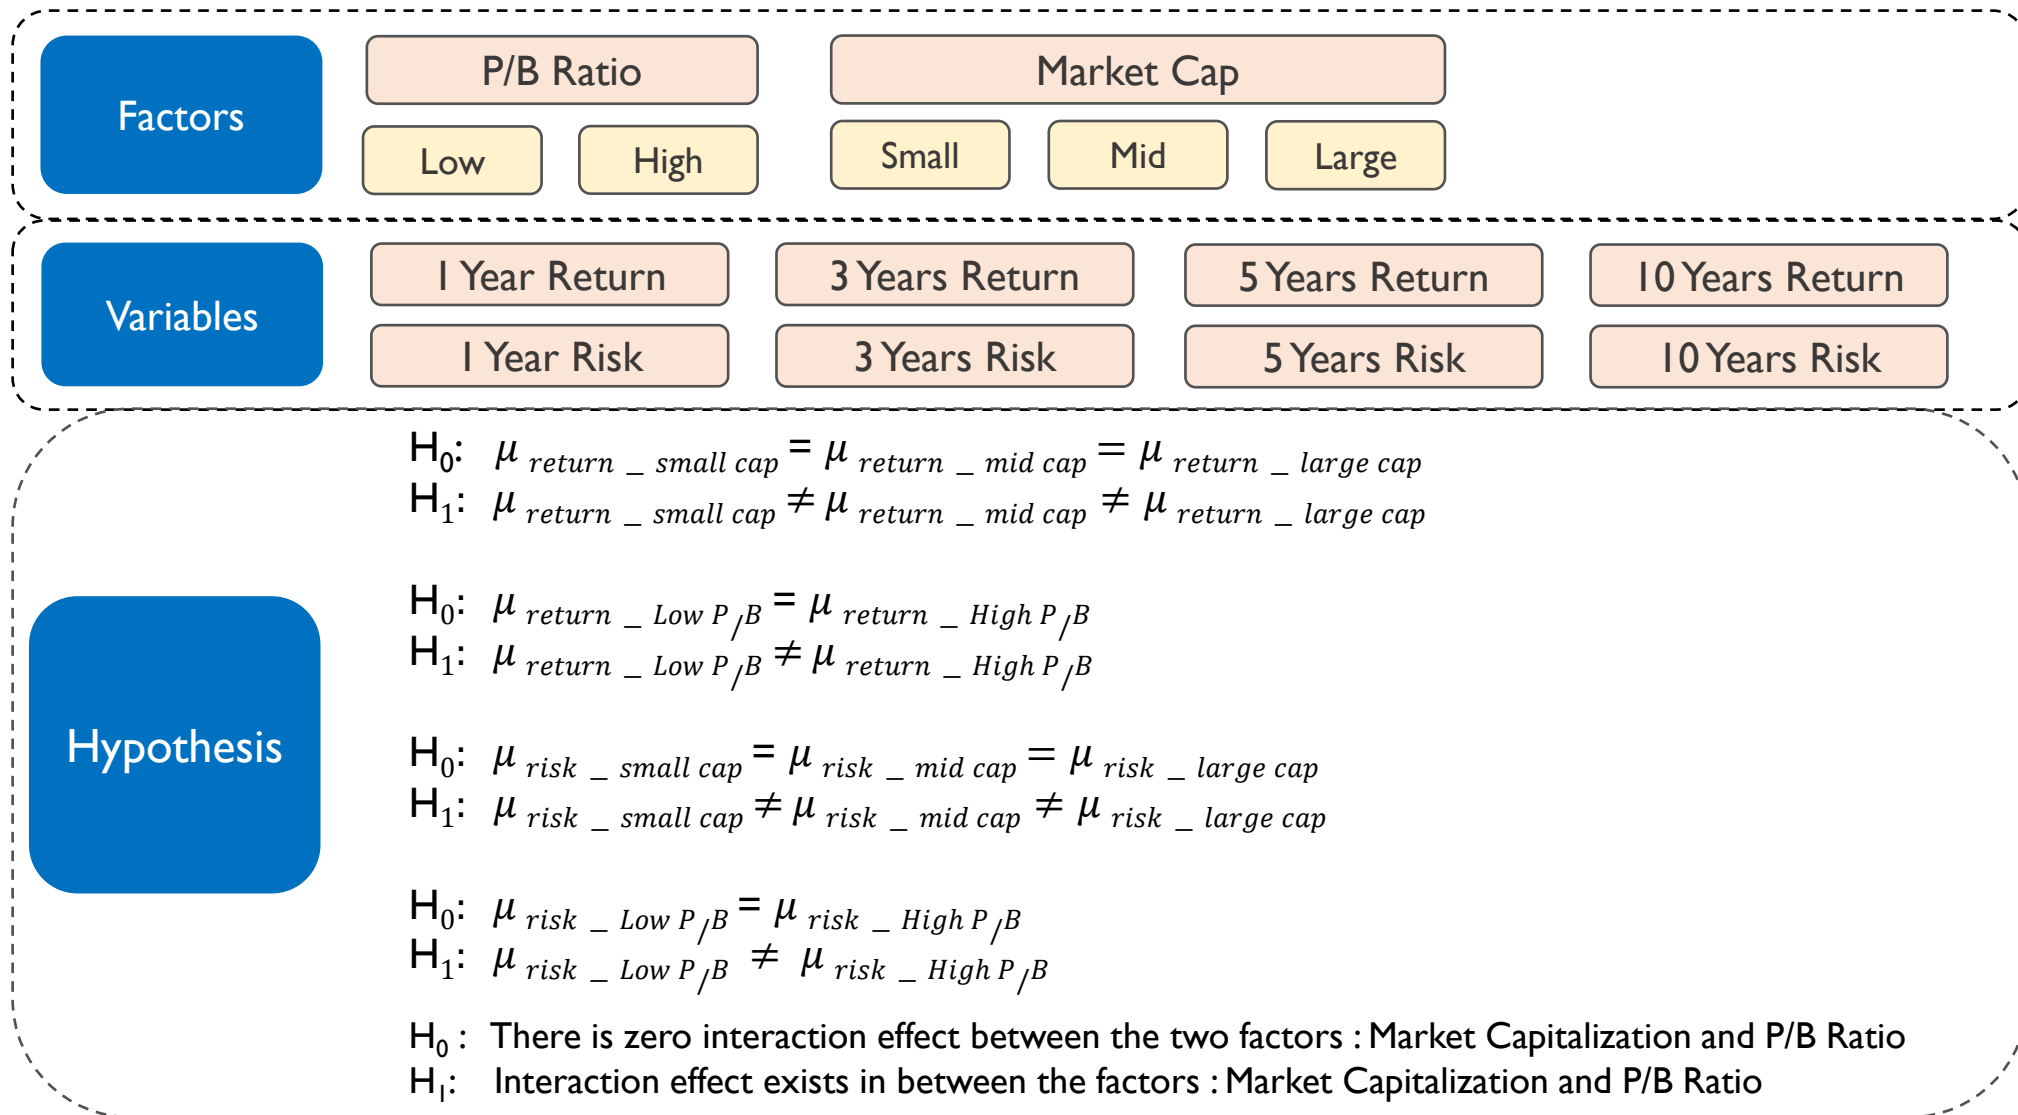 Factors
P/B Ratio
Market Cap
Low
High
Small
Mid
Large
Variables
1 Year Return
3 Years Return
5 Years Return
10 Years Return
1 Year Risk
3 Years Risk
5 Years Risk
10 Years Risk
Hypothesis
H₀: μ return _ small cap = μ return _ mid cap = μ return _ large cap
H₁: μ return _ small cap ≠ μ return _ mid cap ≠ μ return _ large cap
H₀: μ return _ Low P/B = μ return _ High P/B
H₁: μ return _ Low P/B ≠ μ return _ High P/B
H₀: μ risk _ small cap = μ risk _ mid cap = μ risk _ large cap
H₁: μ risk _ small cap ≠ μ risk _ mid cap ≠ μ risk _ large cap
H₀: μ risk _ Low P/B = μ risk _ High P/B
H₁: μ risk _ Low P/B ≠ μ risk _ High P/B
H₀ : There is zero interaction effect between the two factors : Market Capitalization and P/B Ratio
H₁: Interaction effect exists in between the factors : Market Capitalization and P/B Ratio